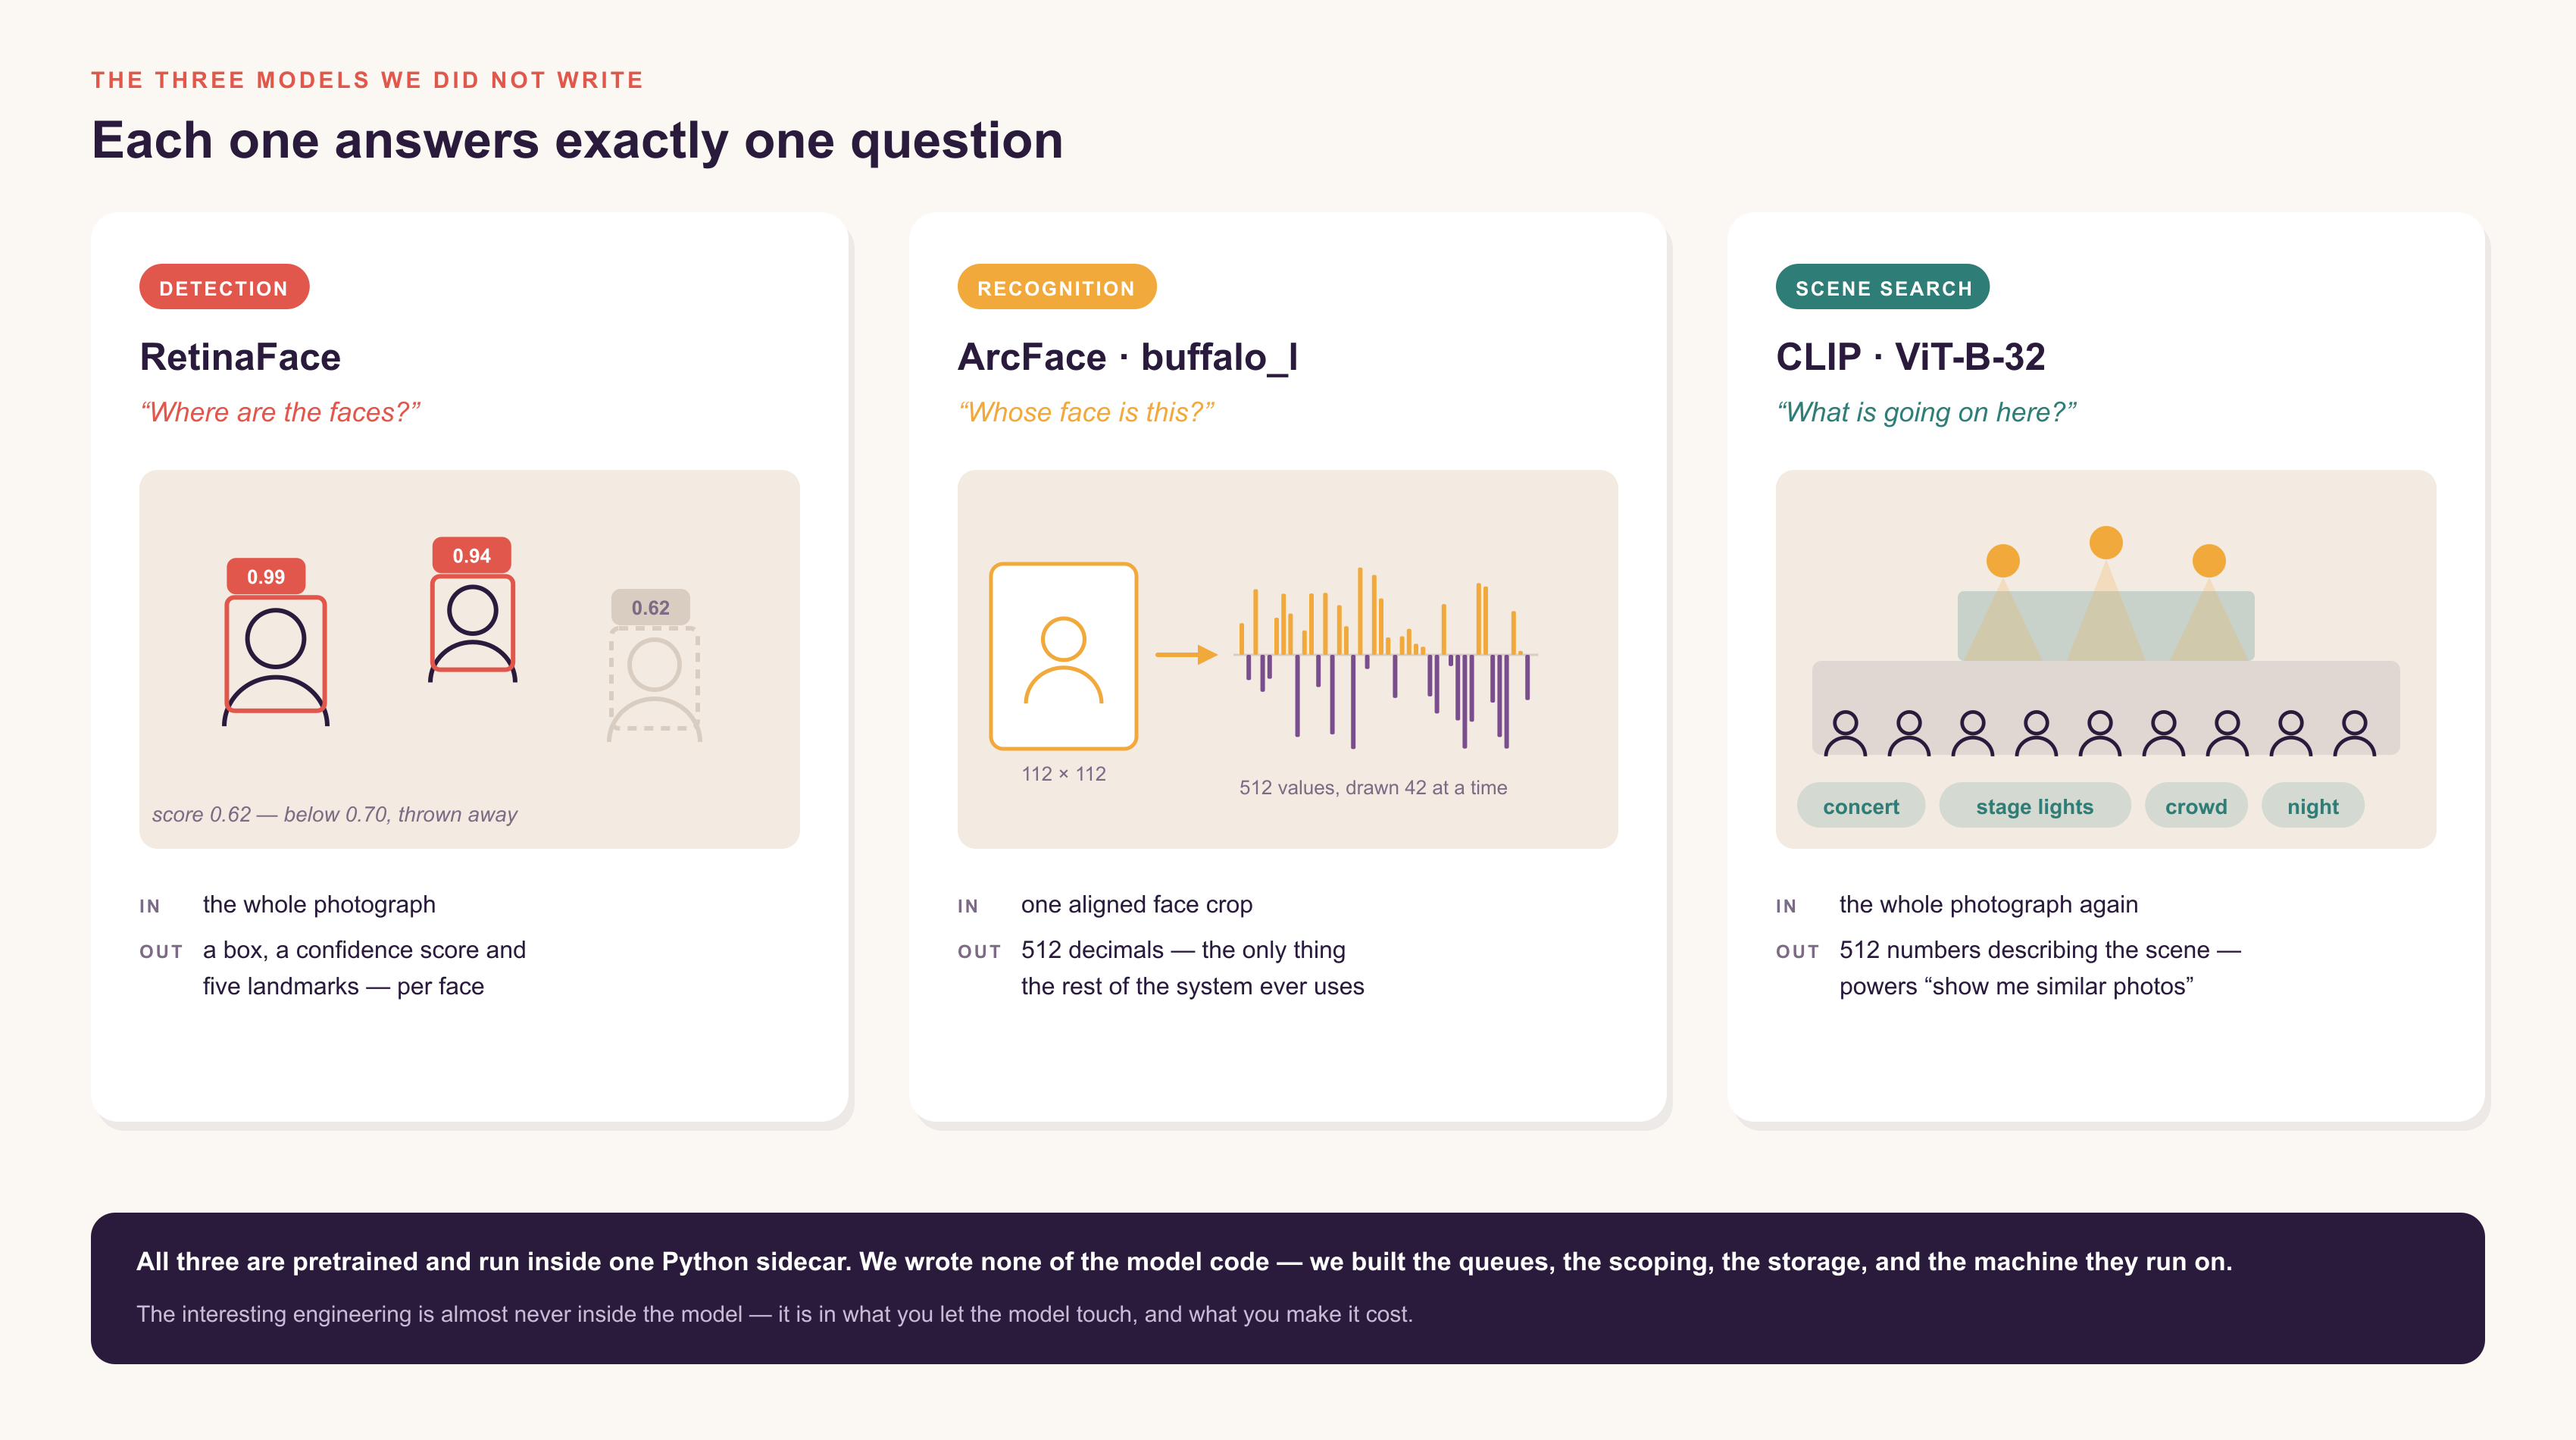 THE THREE MODELS WE DID NOT WRITE
Each one answers exactly one question
DETECTION
RetinaFace
“Where are the faces?”
0.99
0.94
0.62
score 0.62 — below 0.70, thrown away
IN the whole photograph
OUT a box, a confidence score and
five landmarks — per face
RECOGNITION
ArcFace · buffalo_l
“Whose face is this?”
112 × 112
512 values, drawn 42 at a time
IN one aligned face crop
OUT 512 decimals — the only thing
the rest of the system ever uses
SCENE SEARCH
CLIP · ViT-B-32
“What is going on here?”
concert stage lights crowd night
IN the whole photograph again
OUT 512 numbers describing the scene —
powers “show me similar photos”
All three are pretrained and run inside one Python sidecar. We wrote none of the model code — we built the queues, the scoping, the storage, and the machine they run on.
The interesting engineering is almost never inside the model — it is in what you let the model touch, and what you make it cost.